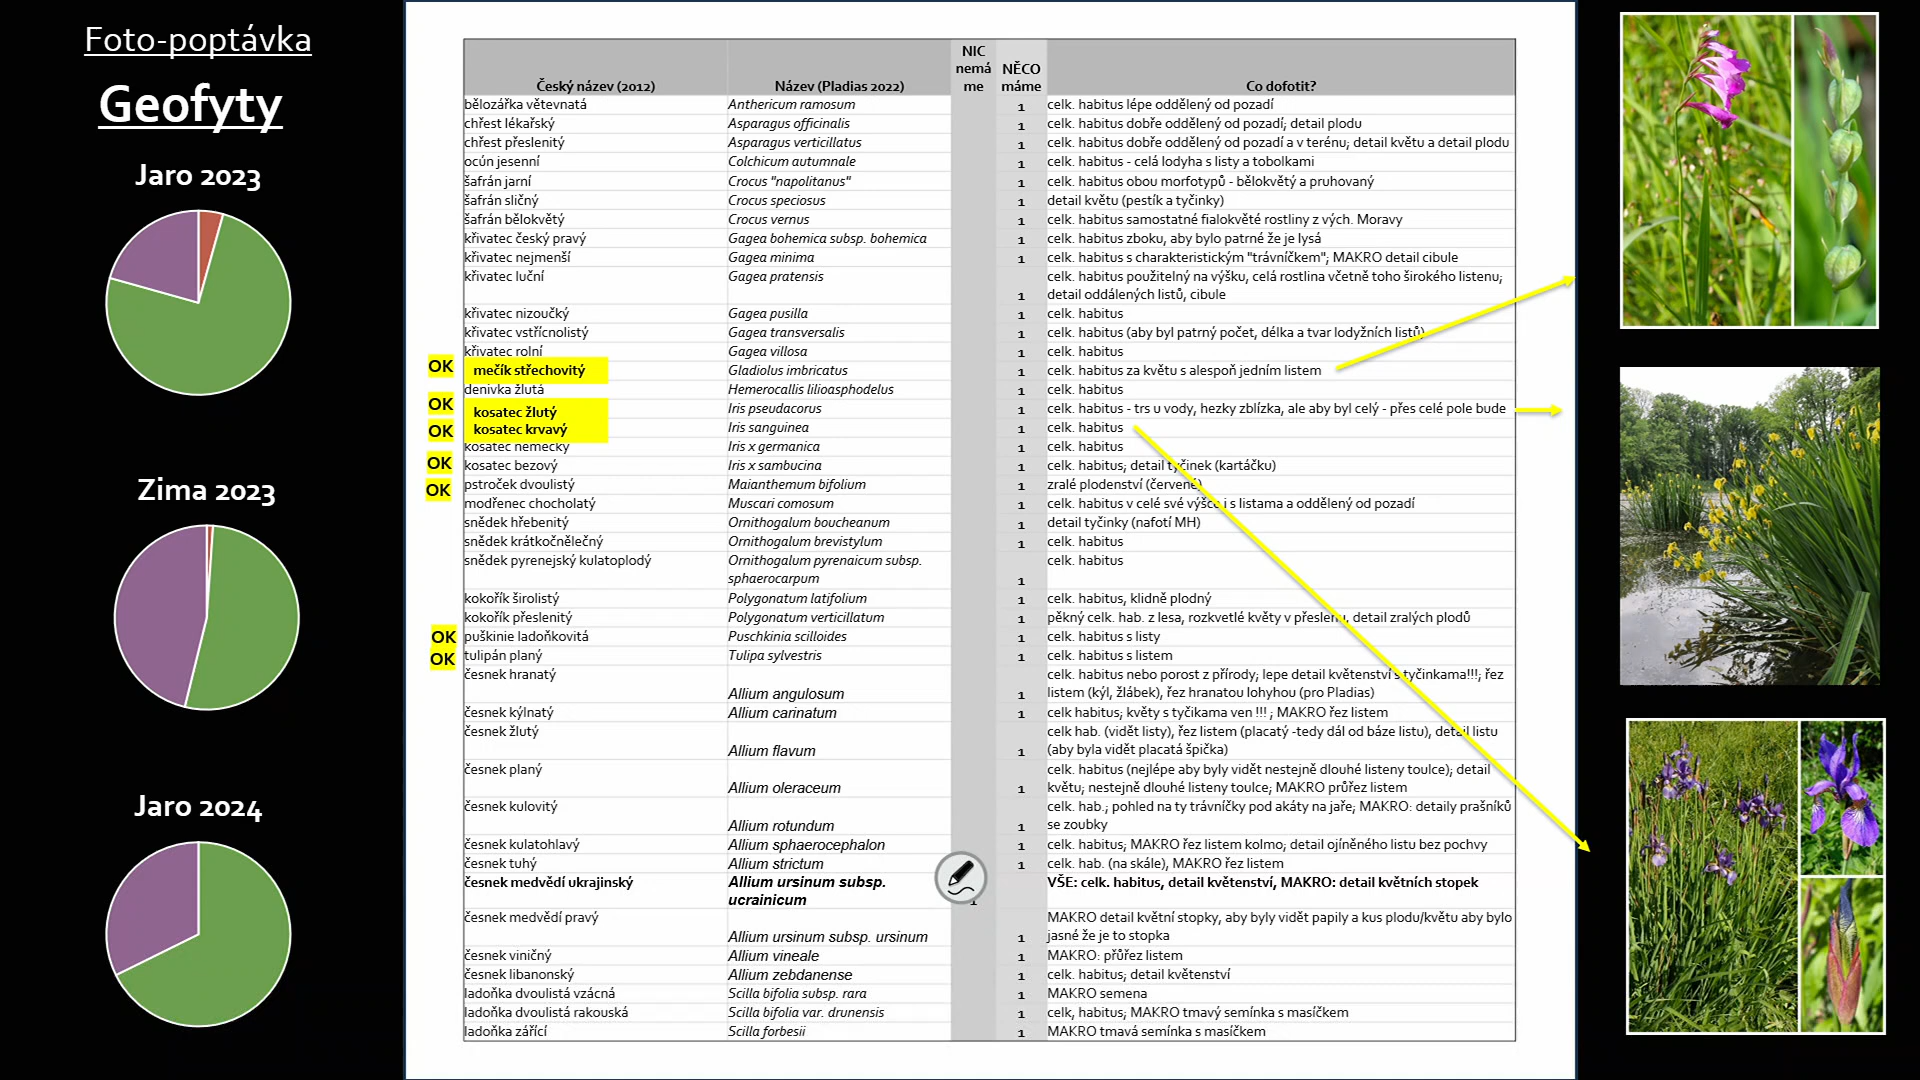 Foto-poptávka
Geofyty
Jaro 2023
Zima 2023
Jaro 2024
Český název (2012) Název (Pladias 2022) NIC nemá me NĚCO máme Co dofotit?
bělozářka větevnatá Anthericum ramosum 1 celk. habitus lépe oddělený od pozadí
chřest lékařský Asparagus officinalis 1 celk. habitus dobře oddělený od pozadí; detail plodu
chřest přeslenitý Asparagus verticillatus 1 celk. habitus dobře oddělený od pozadí a v terénu; detail květu a detail plodu
ocún jesenní Colchicum autumnale 1 celk. habitus - celá lodyha s listy a tobolkami
šafrán jarní Crocus "napolitanus" 1 celk. habitus obou morfotypů - bělokvětý a pruhovaný
šafrán sličný Crocus speciosus 1 detail květu (pestík a tyčinky)
šafrán bělokvětý Crocus vernus 1 celk. habitus samostatné fialokvěté rostliny z vých. Moravy
křivatec český pravý Gagea bohemica subsp. bohemica 1 celk. habitus zboku, aby bylo patrné že je lysá
křivatec nejmenší Gagea minima 1 celk. habitus s charakteristickým "trávníčkem"; MAKRO detail cibule
křivatec luční Gagea pratensis celk. habitus použitelný na výšku, celá rostlina včetně toho širokého listenu;
1 detail oddálených listů, cibule
křivatec nizoučký Gagea pusilla 1 celk. habitus
křivatec vstřícnolistý Gagea transversalis 1 celk. habitus (aby byl patrný počet, délka a tvar lodyžních listů)
křivatec rolní Gagea villosa 1 celk. habitus
OK mečík střechovitý Gladiolus imbricatus 1 celk. habitus za květu s alespoň jedním listem
denivka žlutá Hemerocallis lilioasphodelus 1 celk. habitus
OK kosatec žlutý Iris pseudacorus 1 celk. habitus - trs u vody, hezky zblízka, ale aby byl celý - přes celé pole bude
OK kosatec krvavý Iris sanguinea 1 celk. habitus
kosatec německý Iris x germanica 1 celk. habitus
OK kosatec bezový Iris x sambucina 1 celk. habitus; detail tyčinek (kartáčku)
OK pstroček dvoulistý Maianthemum bifolium 1 zralé plodenství (červené)
modřenec chocholatý Muscari comosum 1 celk. habitus v celé své výšce i s listama a oddělený od pozadí
snědek hřebenitý Ornithogalum boucheanum 1 detail tyčinky (nafotí MH)
snědek krátkočnělečný Ornithogalum brevistylum 1 celk. habitus
snědek pyrenejský kulatoplodý Ornithogalum pyrenaicum subsp. celk. habitus
sphaerocarpum 1
kokořík širolistý Polygonatum latifolium 1 celk. habitus, klidně plodný
kokořík přeslenitý Polygonatum verticillatum 1 pěkný celk. hab. z lesa, rozkvetlé květy v přeslenu, detail zralých plodů
OK puškinie ladoňkovitá Puschkinia scilloides 1 celk. habitus s listy
OK tulipán planý Tulipa sylvestris 1 celk. habitus s listem
česnek hranatý celk. habitus nebo porost z přírody; lepe detail květenství s tyčinkama!!!; řez
Allium angulosum 1 listem (kýl, žlábek), řez hranatou lohyhou (pro Pladias)
česnek kýlnatý Allium carinatum 1 celk habitus; květy s tyčikama ven !!! ; MAKRO řez listem
česnek žlutý celk hab. (vidět listy), řez listem (placatý -tedy dál od báze listu), detail listu
Allium flavum 1 (aby byla vidět placatá špička)
česnek planý celk. habitus (nejlépe aby byly vidět nestejně dlouhé listeny toulce); detail
Allium oleraceum 1 květu; nestejně dlouhé listeny toulce; MAKRO průřez listem
česnek kulovitý celk. hab.; pohled na ty trávníčky pod akáty na jaře; MAKRO: detaily prašníků
Allium rotundum 1 se zoubky
česnek kulatohlavý Allium sphaerocephalon 1 celk. habitus; MAKRO řez listem kolmo; detail ojíněného listu bez pochvy
česnek tuhý Allium strictum 1 celk. hab. (na skále), MAKRO řez listem
česnek medvědí ukrajinský Allium ursinum subsp. VŠE: celk. habitus, detail květenství, MAKRO: detail květních stopek
ucrainicum 1
česnek medvědí pravý MAKRO detail květní stopky, aby byly vidět papily a kus plodu/květu aby bylo
Allium ursinum subsp. ursinum 1 jasné že je to stopka
česnek viničný Allium vineale 1 MAKRO: přůřez listem
česnek libanonský Allium zebdanense 1 celk. habitus; detail květenství
ladoňka dvoulistá vzácná Scilla bifolia subsp. rara 1 MAKRO semena
ladoňka dvoulistá rakouská Scilla bifolia var. drunensis 1 celk, habitus; MAKRO tmavý semínka s masíčkem
ladoňka zářící Scilla forbesii 1 MAKRO tmavá semínka s masíčkem